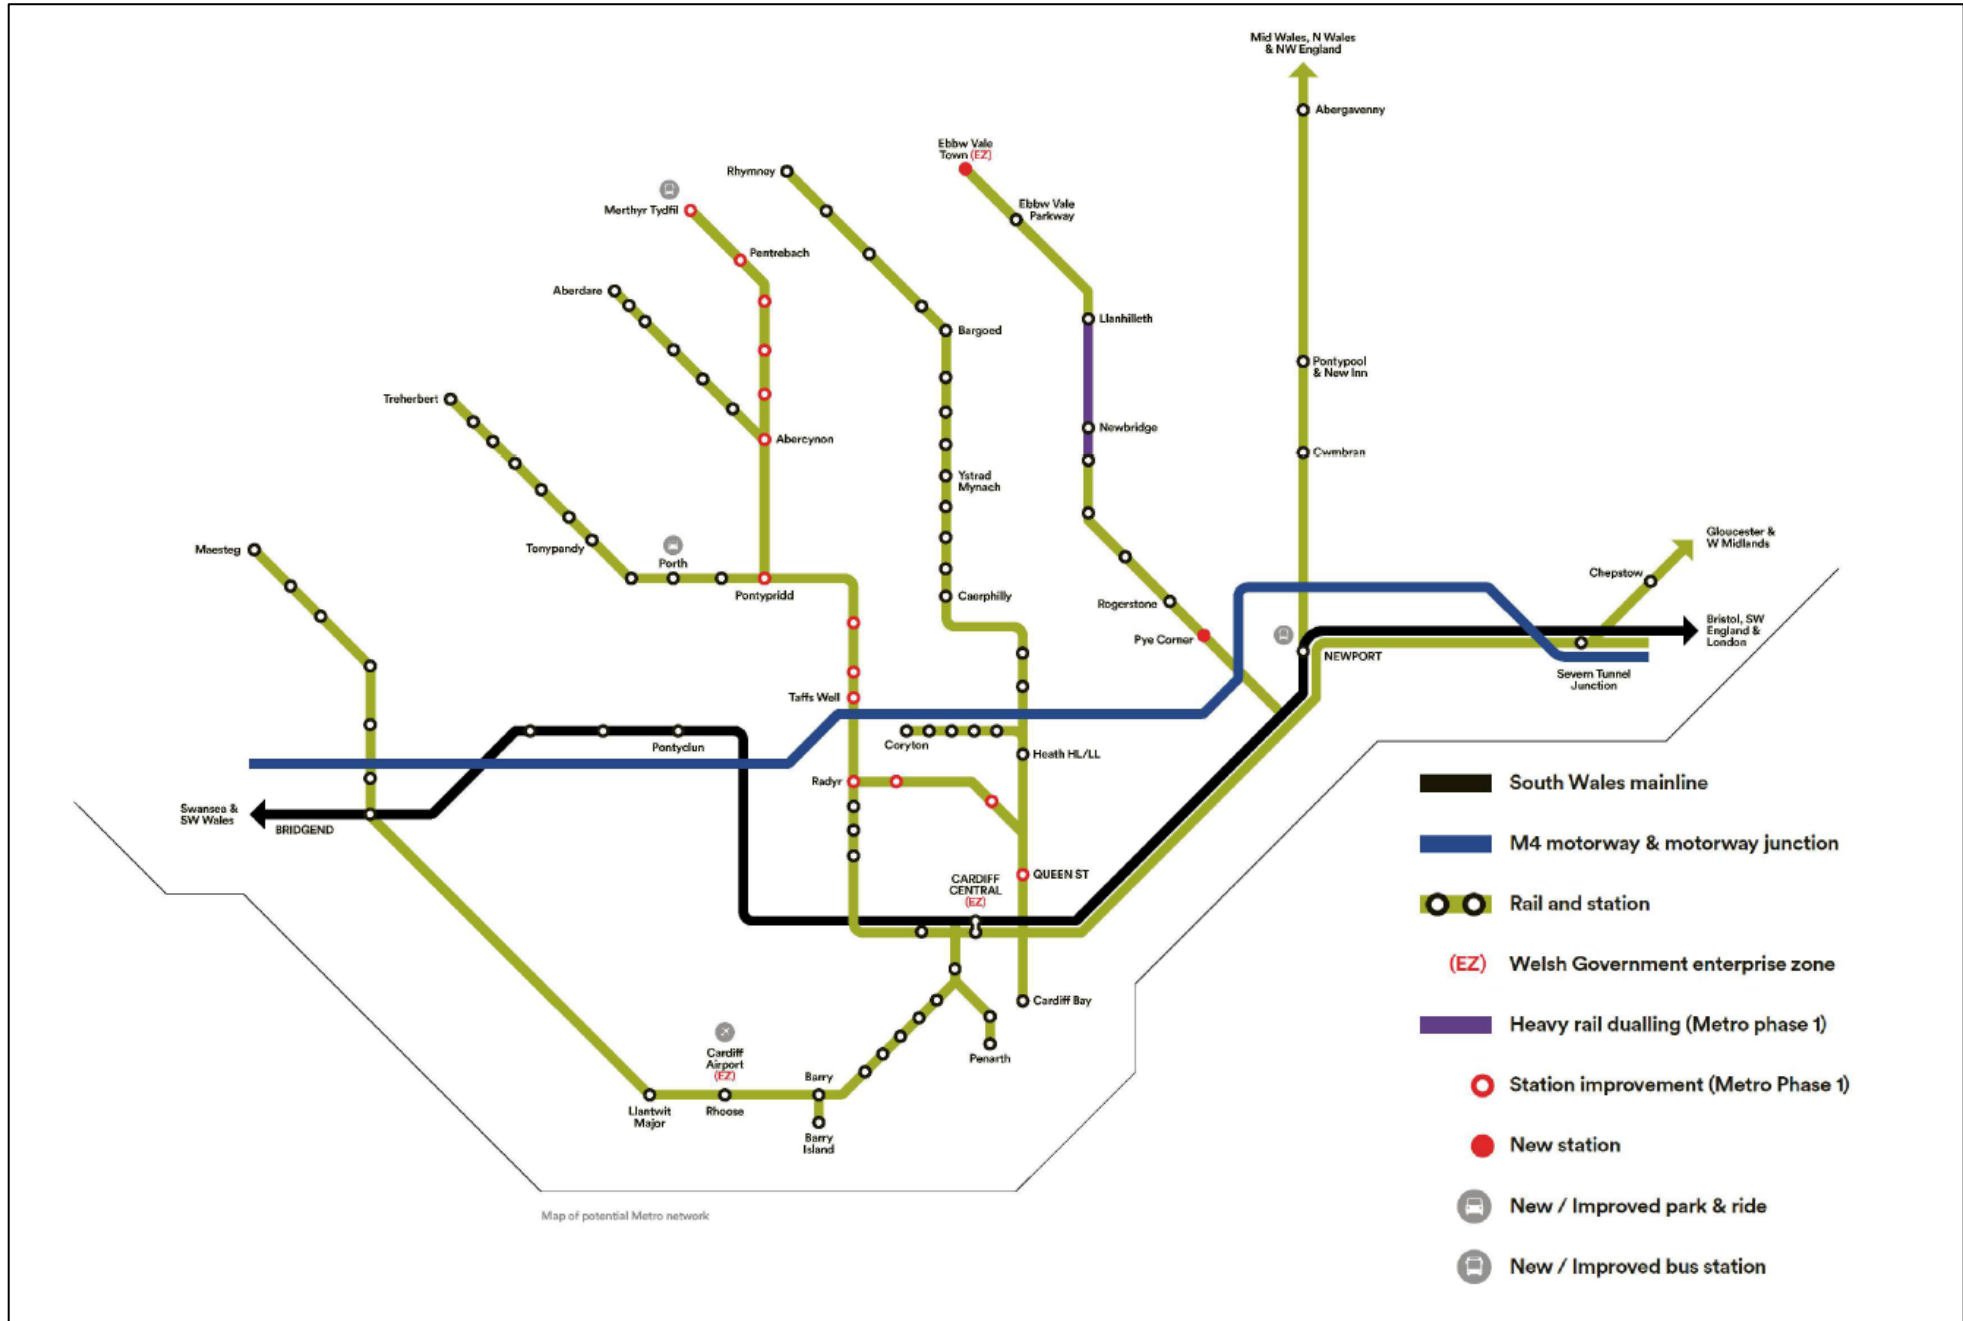 Mid Wales, N Wales
& NW England
Abergavenny
Ebbw Vale
Town (EZ)
Rhymney
Ebbw Vale
Parkway
Merthyr Tydfil
Pentrebach
Aberdare
Llanhilleth
Bargoed
Pontypool
& New Inn
Treherbert
Newbridge
Abercynon
Cwmbran
Ystrad
Mynach
Gloucester &
W Midlands
Maesteg
Tonypandy
Porth
Chepstow
Pontypridd
Caerphilly
Rogerstone
Pye Corner
Bristol, SW
England &
London
NEWPORT
Severn Tunnel
Junction
Taffs Well
Pontyclun
Coryton
Heath HL/LL
Radyr
Swansea &
SW Wales
BRIDGEND
QUEEN ST
CARDIFF
CENTRAL
(EZ)
Cardiff Bay
Penarth
Cardiff
Airport
(EZ)
Barry
Llantwit
Major
Rhoose
Barry
Island
Map of potential Metro network
South Wales mainline
M4 motorway & motorway junction
Rail and station
(EZ) Welsh Government enterprise zone
Heavy rail dualling (Metro phase 1)
Station improvement (Metro Phase 1)
New station
New / Improved park & ride
New / Improved bus station